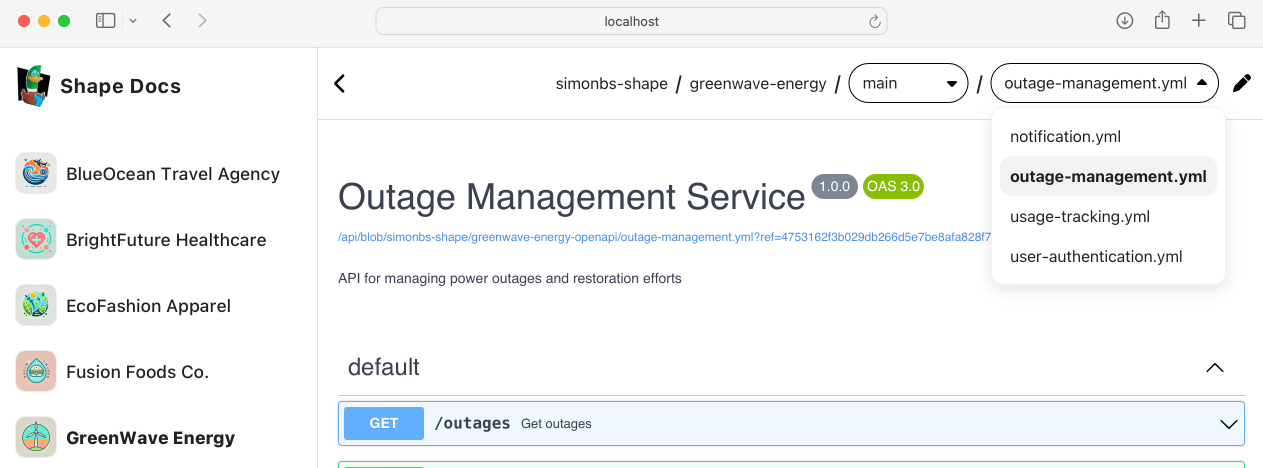 localhost
Shape Docs
BlueOcean Travel Agency
BrightFuture Healthcare
EcoFashion Apparel
Fusion Foods Co.
GreenWave Energy
simonbs-shape / greenwave-energy / main / outage-management.yml
notification.yml
outage-management.yml
usage-tracking.yml
user-authentication.yml
Outage Management Service 1.0.0 OAS 3.0
/api/blob/simonbs-shape/greenwave-energy-openapi/outage-management.yml?ref=4753162f3b029db266d5e7be8afa828f7
API for managing power outages and restoration efforts
default
GET /outages Get outages